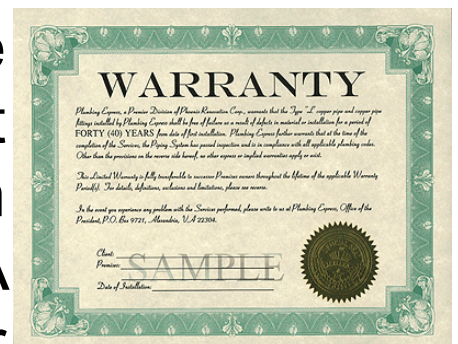 e
t
n
A
r
WARRANTY
Plumbing Express, a Premier Division of Phoenix Renovation Corp., warrants that the Type "L" copper pipe and copper pipe
fittings installed by Plumbing Express shall be free of failure as a result of defects in material or installation for a period of
FORTY (40) YEARS from date of first installation. Plumbing Express further warrants that at the time of the
completion of the Services, the Piping System has passed inspection and is in compliance with all applicable plumbing codes.
Other than the provisions on the reverse side hereof, no other express or implied warranties apply or exist.
This Limited Warranty is fully transferable to successor Premises owners throughout the lifetime of the applicable Warranty
Period(s). The details, definitions, exclusions and limitations, please see reverse.
In the event you experience any problem with the Services performed, please write to us at Plumbing Express, Office of the
President, P.O. Box 9721, Alexandria, VA 22304.
Client:
Premises:
SAMPLE
Date of Installation: